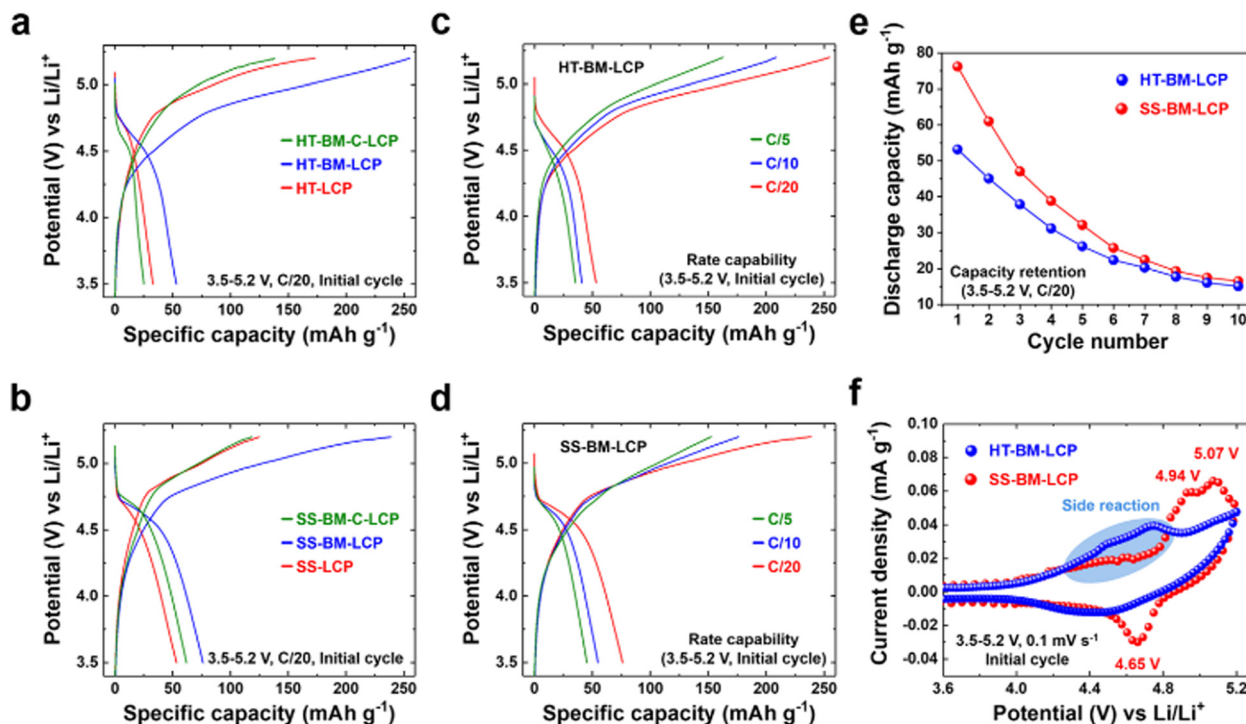 a
Potential (V) vs Li/Li⁺
5.0
4.5
4.0
3.5
HT-BM-C-LCP
HT-BM-LCP
HT-LCP
3.5-5.2 V, C/20, Initial cycle
0 50 100 150 200 250
Specific capacity (mAh g⁻¹)
c
Potential (V) vs Li/Li⁺
5.0
4.5
4.0
3.5
HT-BM-LCP
C/5
C/10
C/20
Rate capability
(3.5-5.2 V, Initial cycle)
0 50 100 150 200 250
Specific capacity (mAh g⁻¹)
e
Discharge capacity (mAh g⁻¹)
80
70
60
50
40
30
20
10
HT-BM-LCP
SS-BM-LCP
Capacity retention
(3.5-5.2 V, C/20)
1 2 3 4 5 6 7 8 9 10
Cycle number
b
Potential (V) vs Li/Li⁺
5.0
4.5
4.0
3.5
SS-BM-C-LCP
SS-BM-LCP
SS-LCP
3.5-5.2 V, C/20, Initial cycle
0 50 100 150 200 250
Specific capacity (mAh g⁻¹)
d
Potential (V) vs Li/Li⁺
5.0
4.5
4.0
3.5
SS-BM-LCP
C/5
C/10
C/20
Rate capability
(3.5-5.2 V, Initial cycle)
0 50 100 150 200 250
Specific capacity (mAh g⁻¹)
f
Current density (mA g⁻¹)
0.10
0.08
0.06
0.04
0.02
0.00
-0.02
-0.04
HT-BM-LCP
SS-BM-LCP
5.07 V
4.94 V
Side reaction
3.5-5.2 V, 0.1 mV s⁻¹
Initial cycle
4.65 V
3.6 4.0 4.4 4.8 5.2
Potential (V) vs Li/Li⁺